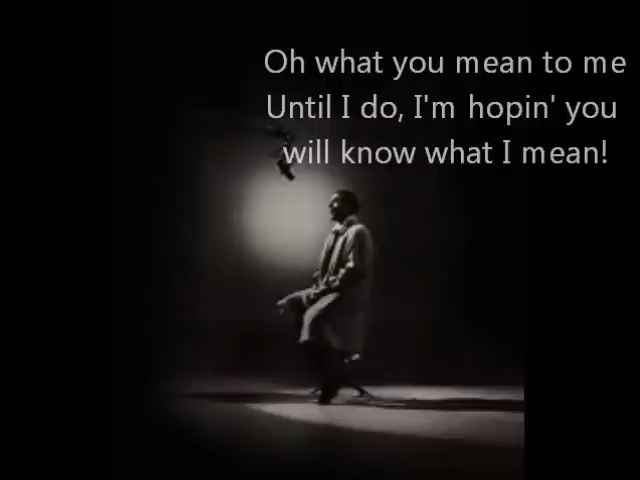 Oh what you mean to me
Until I do, I'm hopin' you
will know what I mean!